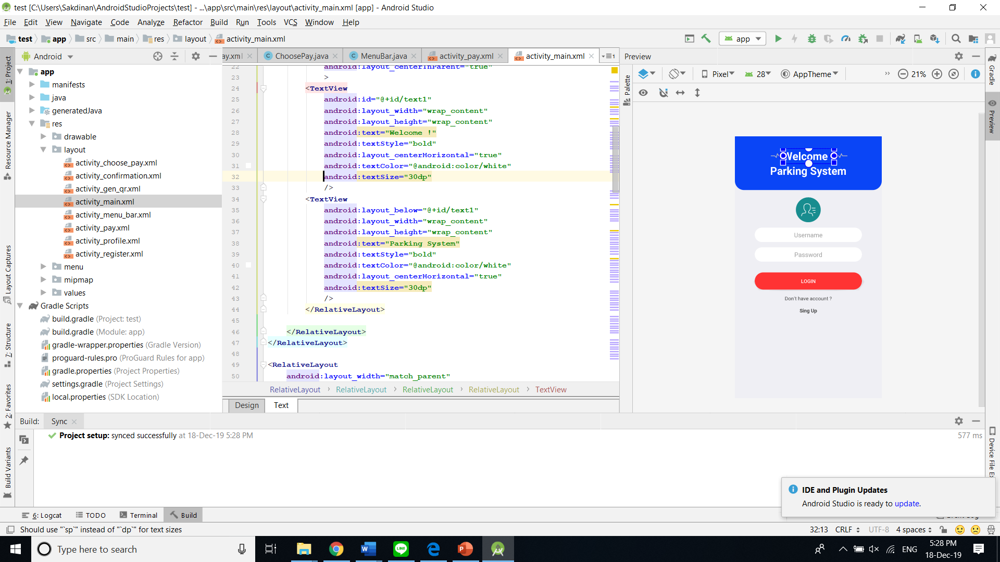 test [C:\Users\Sakdinan\AndroidStudioProjects\test] - ...\app\src\main\res\layout\activity_main.xml [app] - Android Studio
File Edit View Navigate Code Analyze Refactor Build Run Tools VCS Window Help
test app src main res layout activity_main.xml
app
1: Project
Resource Manager
Layout Captures
7: Structure
2: Favorites
Build Variants
Android
app
manifests
java
generatedJava
res
drawable
layout
activity_choose_pay.xml
activity_confirmation.xml
activity_gen_qr.xml
activity_main.xml
activity_menu_bar.xml
activity_pay.xml
activity_profile.xml
activity_register.xml
menu
mipmap
values
Gradle Scripts
build.gradle (Project: test)
build.gradle (Module: app)
gradle-wrapper.properties (Gradle Version)
proguard-rules.pro (ProGuard Rules for app)
gradle.properties (Project Properties)
settings.gradle (Project Settings)
local.properties (SDK Location)
ay.xml ChoosePay.java MenuBar.java activity_pay.xml activity_main.xml 1
22 android:layout_centerInParent="true"
23 >
24 <TextView
25 android:id="@+id/text1"
26 android:layout_width="wrap_content"
27 android:layout_height="wrap_content"
28 android:text="Welcome !"
29 android:textStyle="bold"
30 android:layout_centerHorizontal="true"
31 android:textColor="@android:color/white"
32 android:textSize="30dp"
33 />
34 <TextView
35 android:layout_below="@+id/text1"
36 android:layout_width="wrap_content"
37 android:layout_height="wrap_content"
38 android:text="Parking System"
39 android:textStyle="bold"
40 android:textColor="@android:color/white"
41 android:layout_centerHorizontal="true"
42 android:textSize="30dp"
43 />
44 </RelativeLayout>
45
46 </RelativeLayout>
47 </RelativeLayout>
48
49 <RelativeLayout
50 android:layout_width="match_parent"
RelativeLayout RelativeLayout RelativeLayout RelativeLayout TextView
Design Text
Preview
Palette
Pixel 28 AppTheme 21%
Welcome
Parking System
Username
Password
LOGIN
Don't have account ?
Sing Up
Gradle
Preview
Device File Ex
Build: Sync
Project setup: synced successfully at 18-Dec-19 5:28 PM
577 ms
IDE and Plugin Updates
Android Studio is ready to update.
6: Logcat TODO Terminal Build
Should use "`sp`" instead of "`dp`" for text sizes
32:13 CRLF UTF-8 4 spaces
Type here to search
ENG
5:28 PM
18-Dec-19